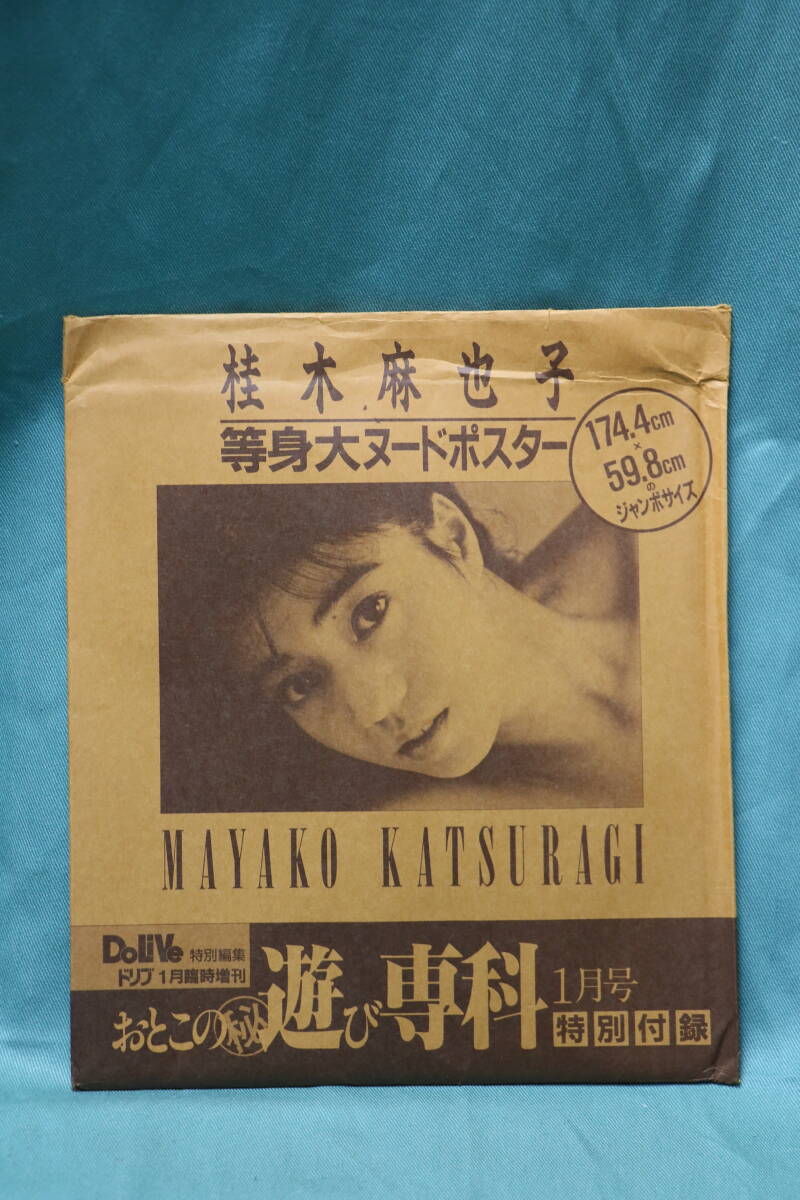 桂木麻也子
等身大ヌードポスター
174.4cm
×
59.8cm
の
ジャンボサイズ
MAYAKO KATSURAGI
DoLiVe 特別編集
ドリブ1月臨時増刊
おとこの㊙遊び専科1月号
特別付録